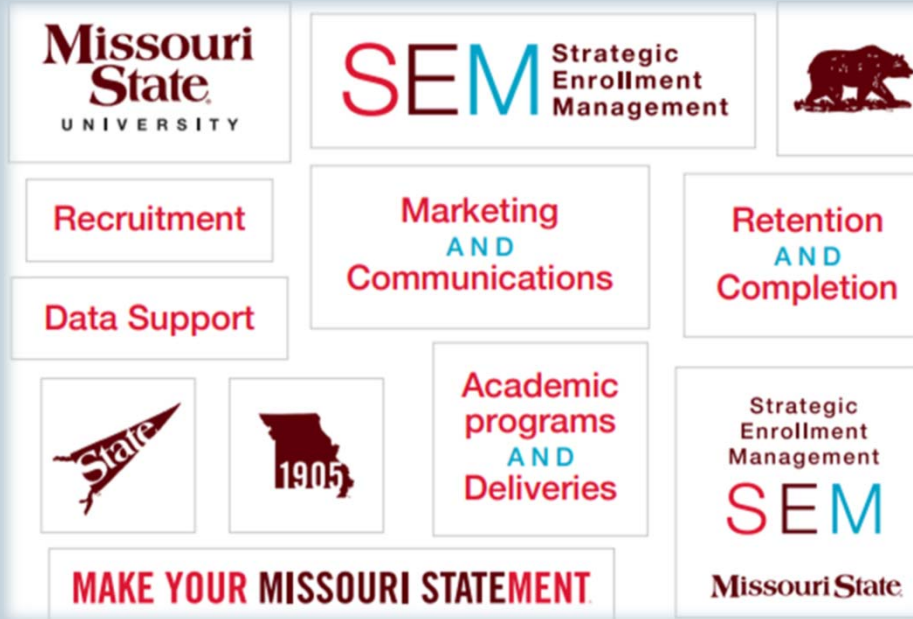 Missouri
State
UNIVERSITY
SEM
Strategic
Enrollment
Management
Recruitment
Marketing
AND
Communications
Retention
AND
Completion
Data Support
State
1905
Academic
programs
AND
Deliveries
Strategic
Enrollment
Management
SEM
Missouri State
MAKE YOUR MISSOURI STATEMENT